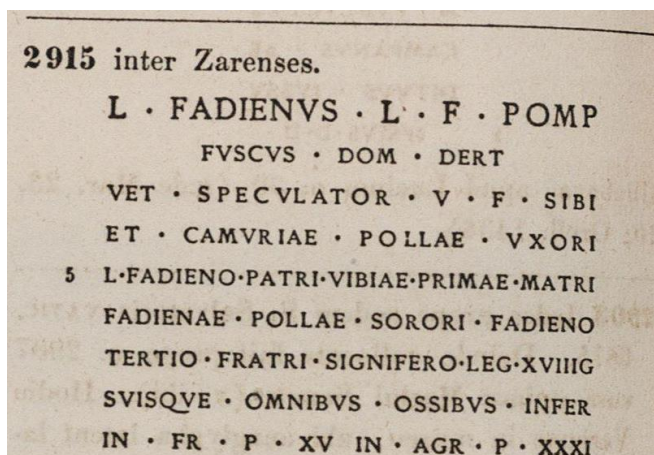 2915 inter Zarenses.
L · FADIENVS · L · F · POMP
FVSCVS · DOM · DERT
VET · SPECVLATOR · V · F · SIBI
ET · CAMVRIAE · POLLAE · VXORI
5 L·FADIENO·PATRI·VIBIAE·PRIMAE·MATRI
FADIENAE · POLLAE · SORORI · FADIENO
TERTIO·FRATRI·SIGNIFERO·LEG·XVIIIG
SVISQVE · OMNIBVS · OSSIBVS · INFER
IN · FR · P · XV IN · AGR · P · XXXI